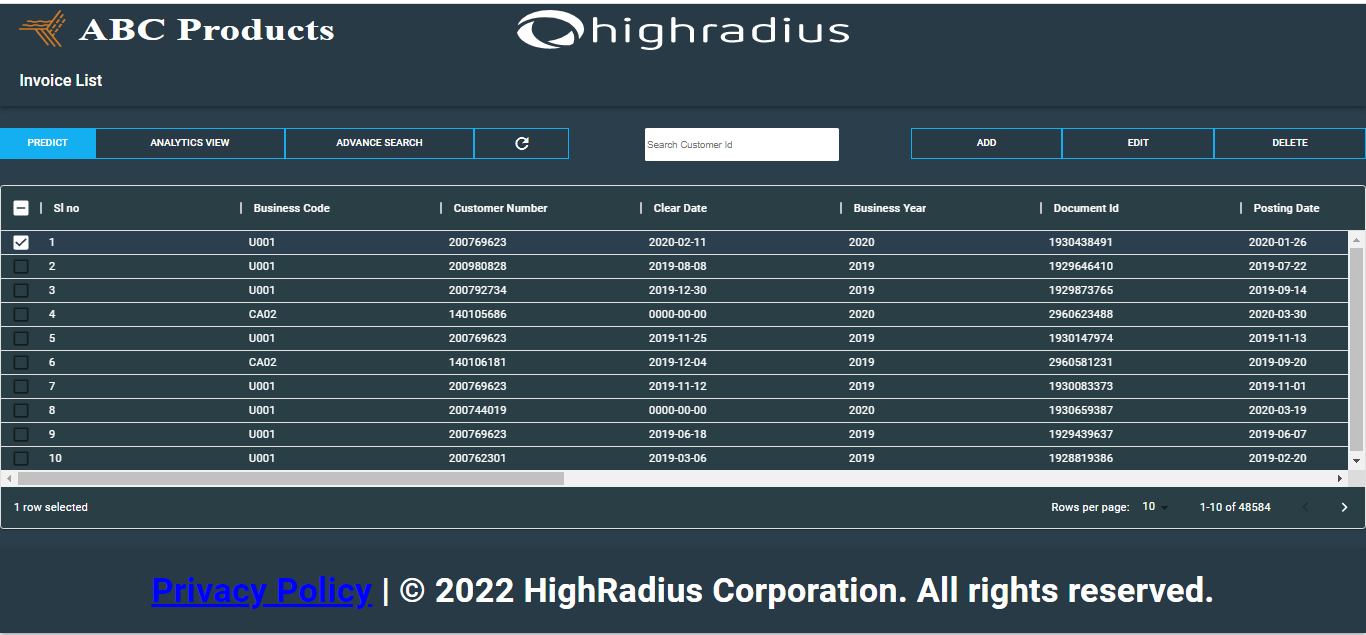 ABC Products highradius
Invoice List
PREDICT ANALYTICS VIEW ADVANCE SEARCH Search Customer Id ADD EDIT DELETE
Sl no Business Code Customer Number Clear Date Business Year Document Id Posting Date
1 U001 200769623 2020-02-11 2020 1930438491 2020-01-26
2 U001 200980828 2019-08-08 2019 1929646410 2019-07-22
3 U001 200792734 2019-12-30 2019 1929873765 2019-09-14
4 CA02 140105686 0000-00-00 2020 2960623488 2020-03-30
5 U001 200769623 2019-11-25 2019 1930147974 2019-11-13
6 CA02 140106181 2019-12-04 2019 2960581231 2019-09-20
7 U001 200769623 2019-11-12 2019 1930083373 2019-11-01
8 U001 200744019 0000-00-00 2020 1930659387 2020-03-19
9 U001 200769623 2019-06-18 2019 1929439637 2019-06-07
10 U001 200762301 2019-03-06 2019 1928819386 2019-02-20
1 row selected Rows per page: 10 1-10 of 48584
Privacy Policy | © 2022 HighRadius Corporation. All rights reserved.